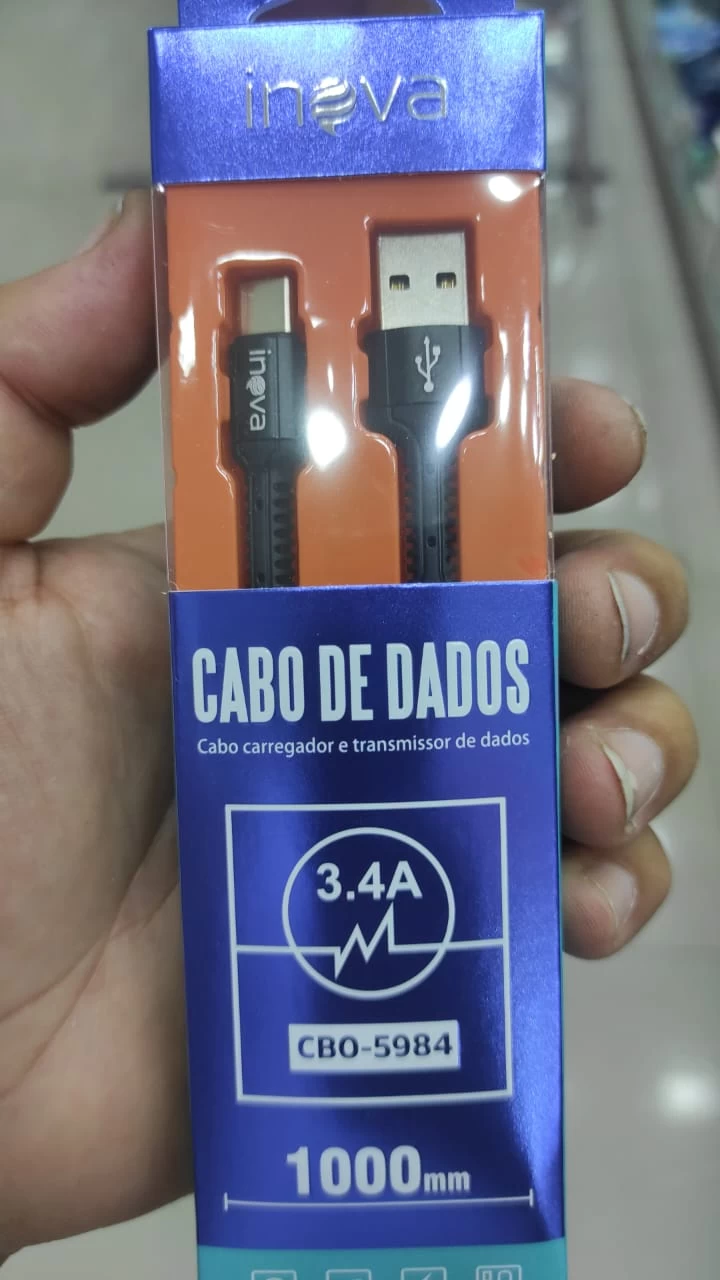 inova
inova
CABO DE DADOS
Cabo carregador e transmissor de dados
3.4A
CBO-5984
1000mm